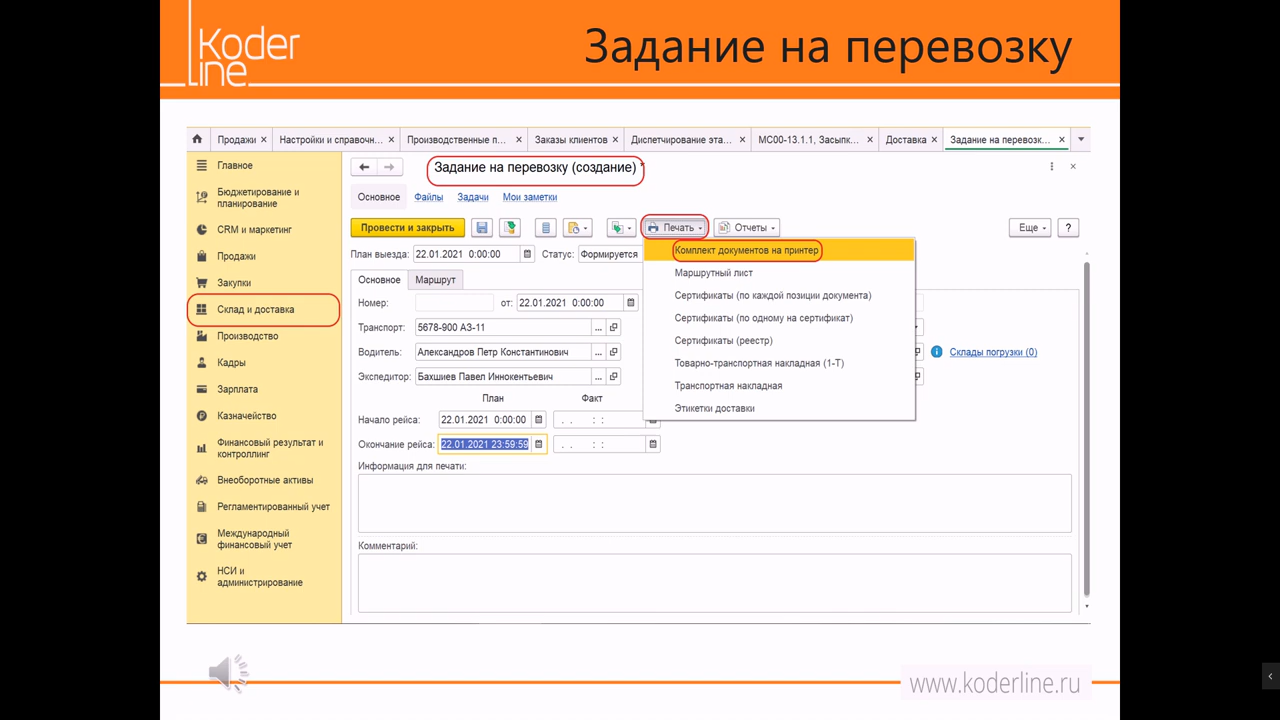 Koder
line
Задание на перевозку
Продажи
Настройки и справочн...
Производственные п...
Заказы клиентов
Диспетчирование эта...
МС00-13.1.1, Засыпк...
Доставка
Задание на перевозк...
Главное
Бюджетирование и
планирование
CRM и маркетинг
Продажи
Закупки
Склад и доставка
Производство
Кадры
Зарплата
Казначейство
Финансовый результат и
контроллинг
Внеоборотные активы
Регламентированный учет
Международный
финансовый учет
НСИ и
администрирование
Задание на перевозку (создание) *
Основное Файлы Задачи Мои заметки
Провести и закрыть Печать Отчеты Еще ?
План выезда: 22.01.2021 0:00:00 Статус: Формируется
Комплект документов на принтер
Маршрутный лист
Сертификаты (по каждой позиции документа)
Сертификаты (по одному на сертификат)
Сертификаты (реестр)
Товарно-транспортная накладная (1-Т)
Транспортная накладная
Этикетки доставки
Основное Маршрут
Номер: от: 22.01.2021 0:00:00
Транспорт: 5678-900 АЗ-11 ...
Водитель: Александров Петр Константинович ... Склады погрузки (0)
Экспедитор: Бахшиев Павел Иннокентьевич ...
План Факт
Начало рейса: 22.01.2021 0:00:00 . . : :
Окончание рейса: 22.01.2021 23:59:59 . . : :
Информация для печати:
Комментарий:
www.koderline.ru